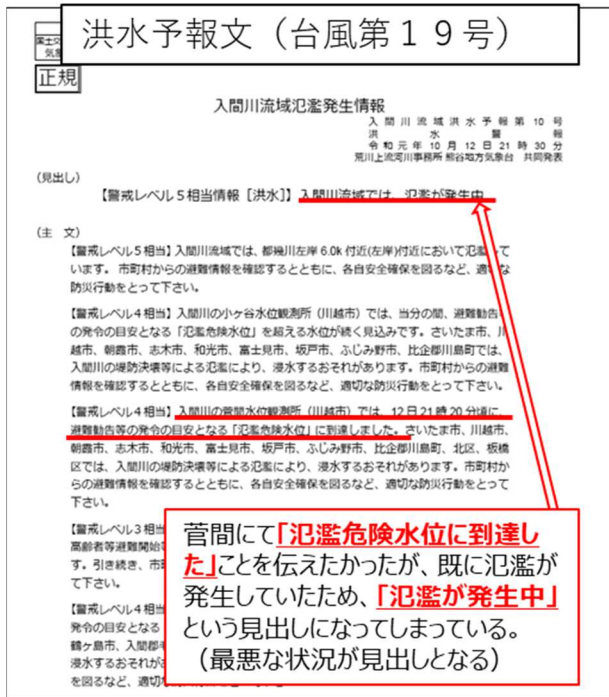 洪水予報文（台風第１９号）
正規
入間川流域氾濫発生情報
入間川流域洪水予報第10号
洪水警報
令和元年10月12日21時30分
荒川上流河川事務所 熊谷地方気象台 共同発表
（見出し）
【警戒レベル５相当情報［洪水］】入間川流域では、氾濫が発生中
（主 文）
【警戒レベル５相当】入間川流域では、都幾川左岸 6.0k 付近(左岸)付近において氾濫して
います。市町村からの避難情報を確認するとともに、各自安全確保を図るなど、適切な
防災行動をとって下さい。
【警戒レベル４相当】入間川の小ヶ谷水位観測所（川越市）では、当分の間、避難勧告等
の発令の目安となる「氾濫危険水位」を超える水位が続く見込みです。さいたま市、川
越市、朝霞市、志木市、和光市、富士見市、坂戸市、ふじみ野市、比企郡川島町では、
入間川の堤防決壊等による氾濫により、浸水するおそれがあります。市町村からの避難
情報を確認するとともに、各自安全確保を図るなど、適切な防災行動をとって下さい。
【警戒レベル４相当】入間川の菅間水位観測所（川越市）では、12日21時20分頃に、
避難勧告等の発令の目安となる「氾濫危険水位」に到達しました。さいたま市、川越市、
朝霞市、志木市、和光市、富士見市、坂戸市、ふじみ野市、比企郡川島町、北区、板橋
区では、入間川の堤防決壊等による氾濫により、浸水するおそれがあります。市町村か
らの避難情報を確認するとともに、各自安全確保を図るなど、適切な防災行動をとって
下さい。
【警戒レベル３相当
高齢者等避難開始
す。引き続き、市
て下さい。
【警戒レベル４相当
発令の目安となる
鶴ヶ島市、入間郡
浸水するおそれが
を図るなど、適切
菅間にて「氾濫危険水位に到達し
た」ことを伝えたかったが、既に氾濫が
発生していたため、「氾濫が発生中」
という見出しになってしまっている。
（最悪な状況が見出しとなる）